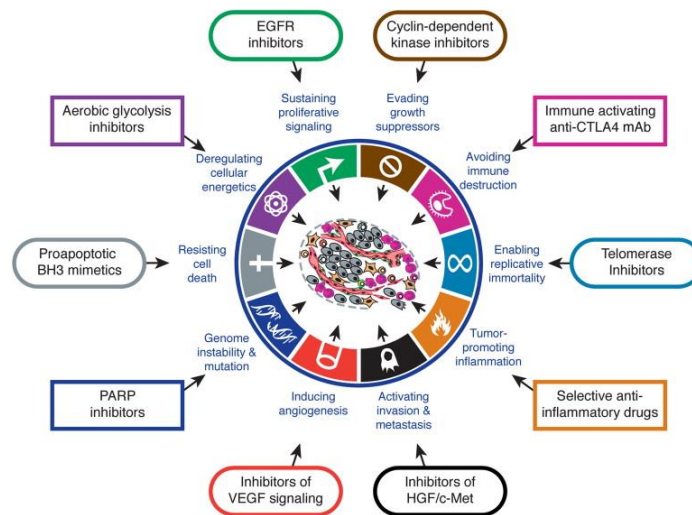 EGFR
inhibitors
Cyclin-dependent
kinase inhibitors
Sustaining
proliferative
signaling
Evading
growth
suppressors
Aerobic glycolysis
inhibitors
Immune activating
anti-CTLA4 mAb
Deregulating
cellular
energetics
Avoiding
immune
destruction
Proapoptotic
BH3 mimetics
Resisting
cell
death
Enabling
replicative
immortality
Telomerase
Inhibitors
Genome
instability &
mutation
Tumor-
promoting
inflammation
PARP
inhibitors
Inducing
angiogenesis
Activating
invasion &
metastasis
Selective anti-
inflammatory drugs
Inhibitors of
VEGF signaling
Inhibitors of
HGF/c-Met